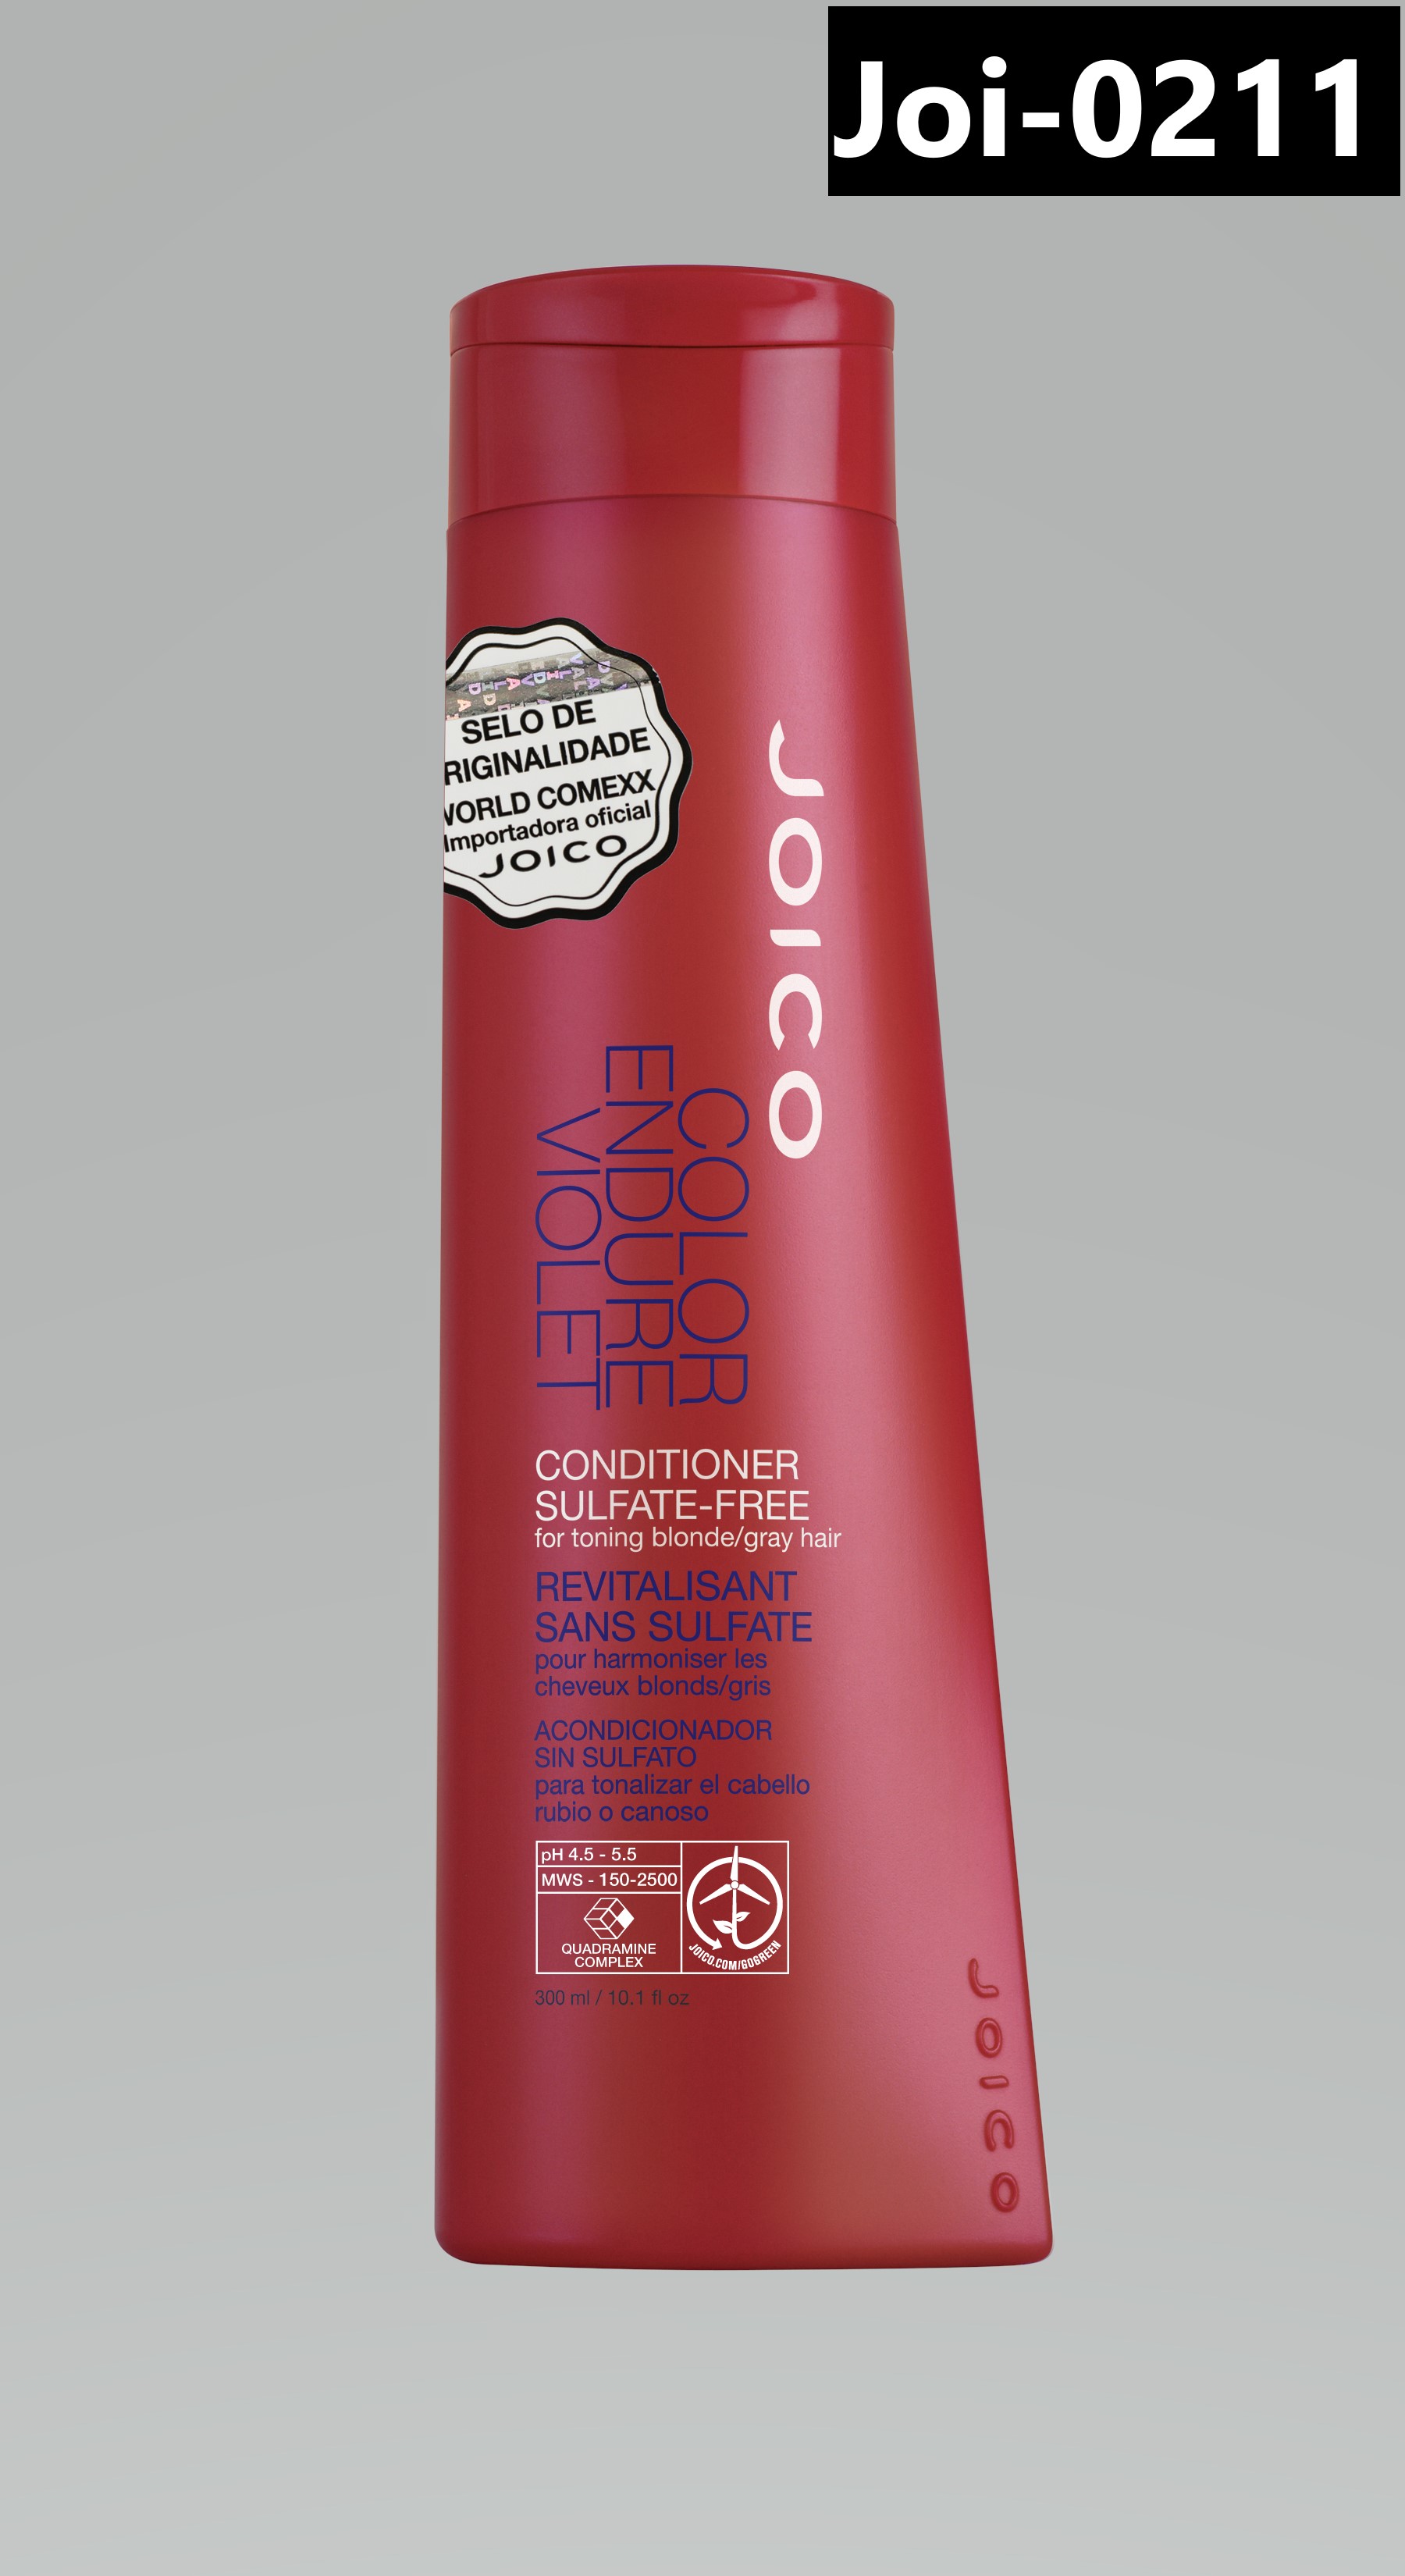 Joi-0211
SELO DE
RIGINALIDADE
WORLD COMEXX
Importadora oficial
JOICO
JOICO
COLOR
ENDURE
VIOLET
CONDITIONER
SULFATE-FREE
for toning blonde/gray hair
REVITALISANT
SANS SULFATE
pour harmoniser les
cheveux blonds/gris
ACONDICIONADOR
SIN SULFATO
para tonalizar el cabello
rubio o canoso
pH 4.5 - 5.5
MWS - 150-2500
QUADRAMINE
COMPLEX
JOICO.COM/GOGREEN
300 ml / 10.1 fl oz
JOICO